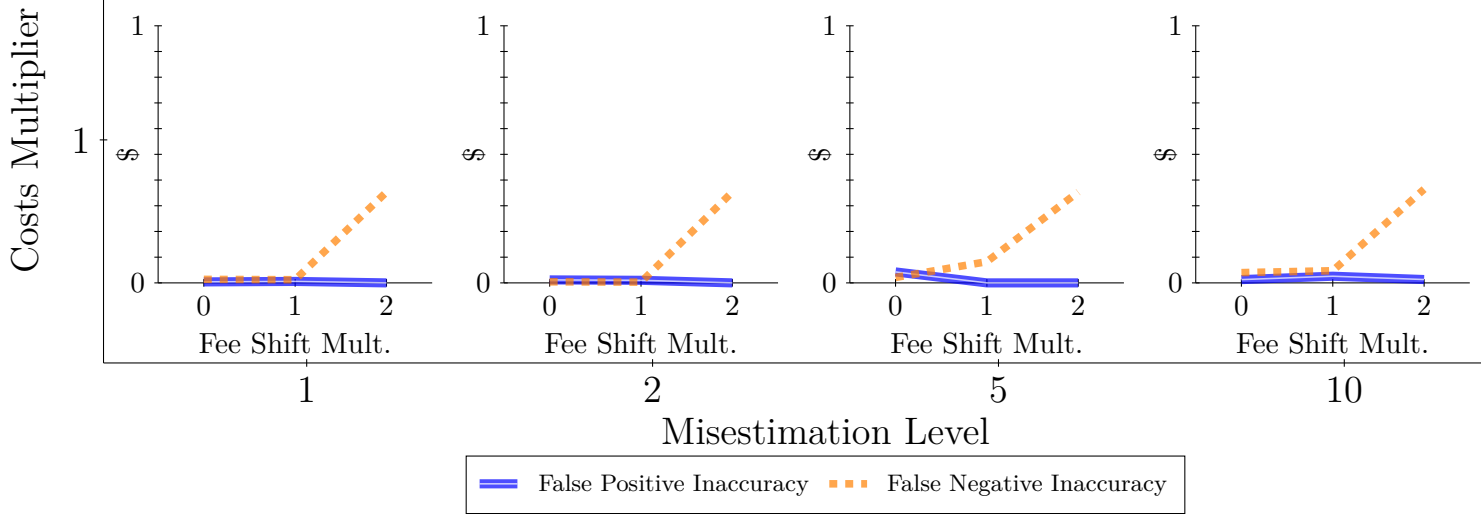 Costs Multiplier
1
1
$
0
0 1 2
Fee Shift Mult.
1
$
0
0 1 2
Fee Shift Mult.
1
$
0
0 1 2
Fee Shift Mult.
1
$
0
0 1 2
Fee Shift Mult.
1 2 5 10
Misestimation Level
False Positive Inaccuracy False Negative Inaccuracy